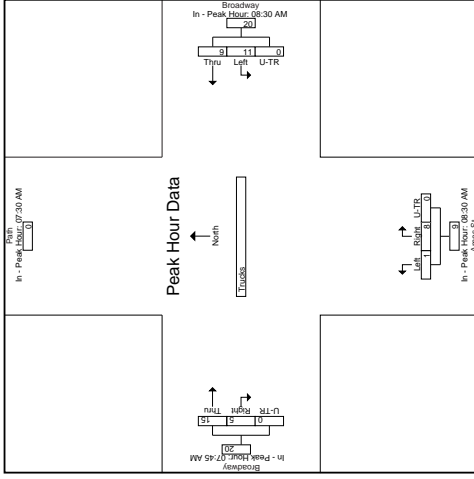 Broadway
In - Peak Hour: 08:30 AM
20
9 11 0
Thru Left U-TR
Path
In - Peak Hour: 07:30 AM
0
Peak Hour Data
North
Trucks
Left Right U-TR
1 8 0
9
In - Peak Hour: 08:30 AM
Thru Right U-TR
15 5 0
20
In - Peak Hour: 07:45 AM
Broadway